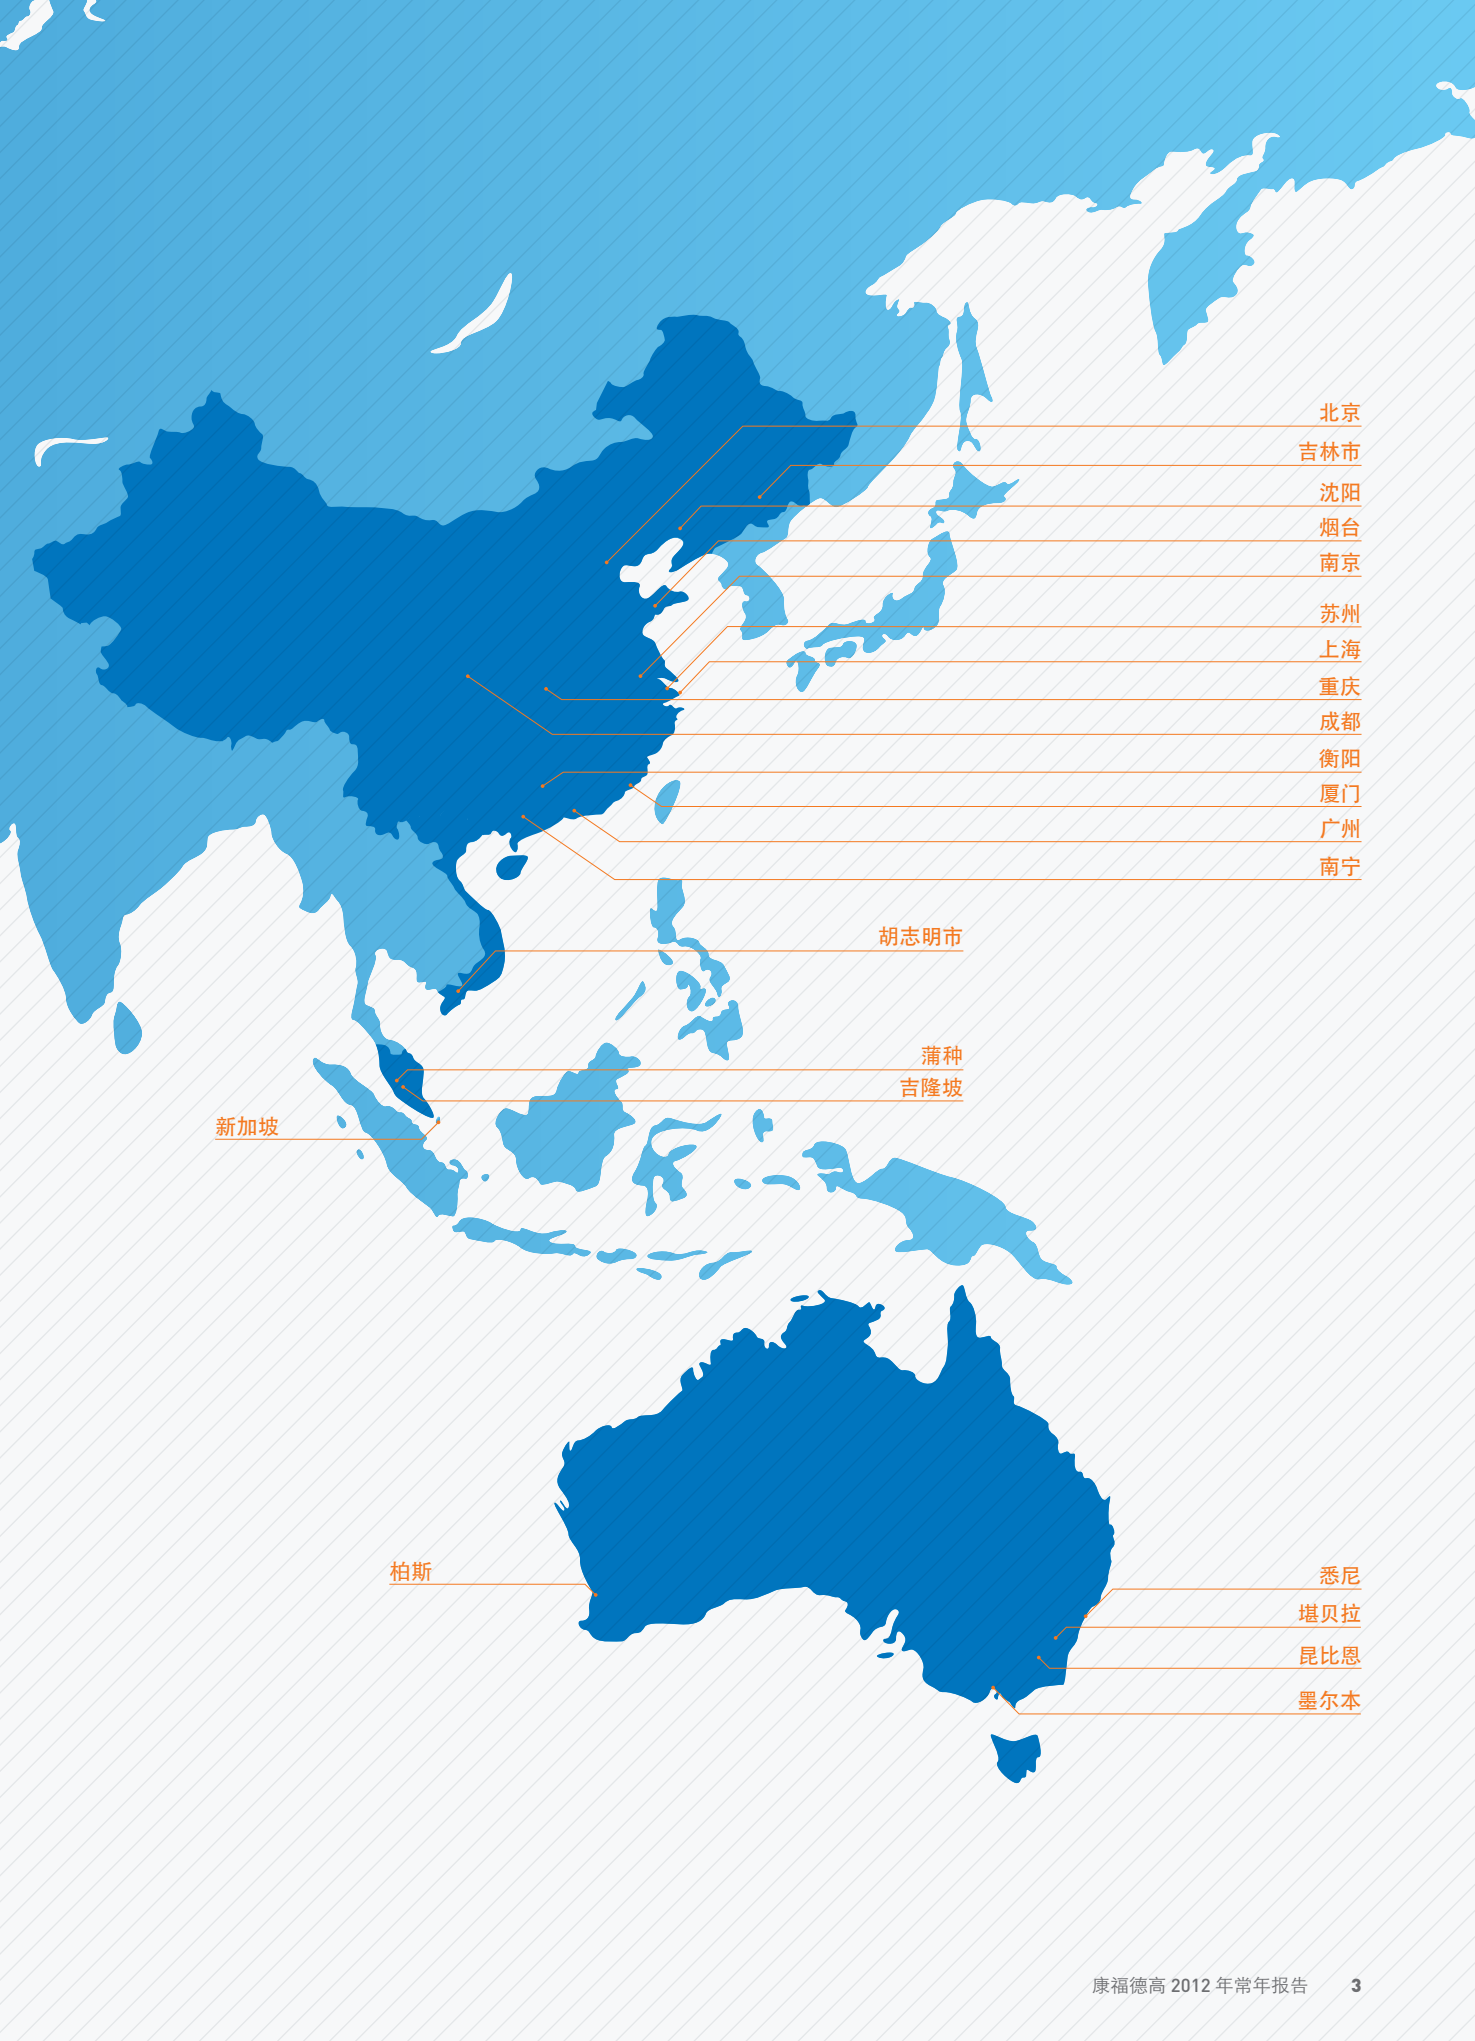 北京
吉林市
沈阳
烟台
南京
苏州
上海
重庆
成都
衡阳
厦门
广州
南宁
胡志明市
蒲种
吉隆坡
新加坡
柏斯
悉尼
堪贝拉
昆比恩
墨尔本
康福德高 2012 年常年报告 3